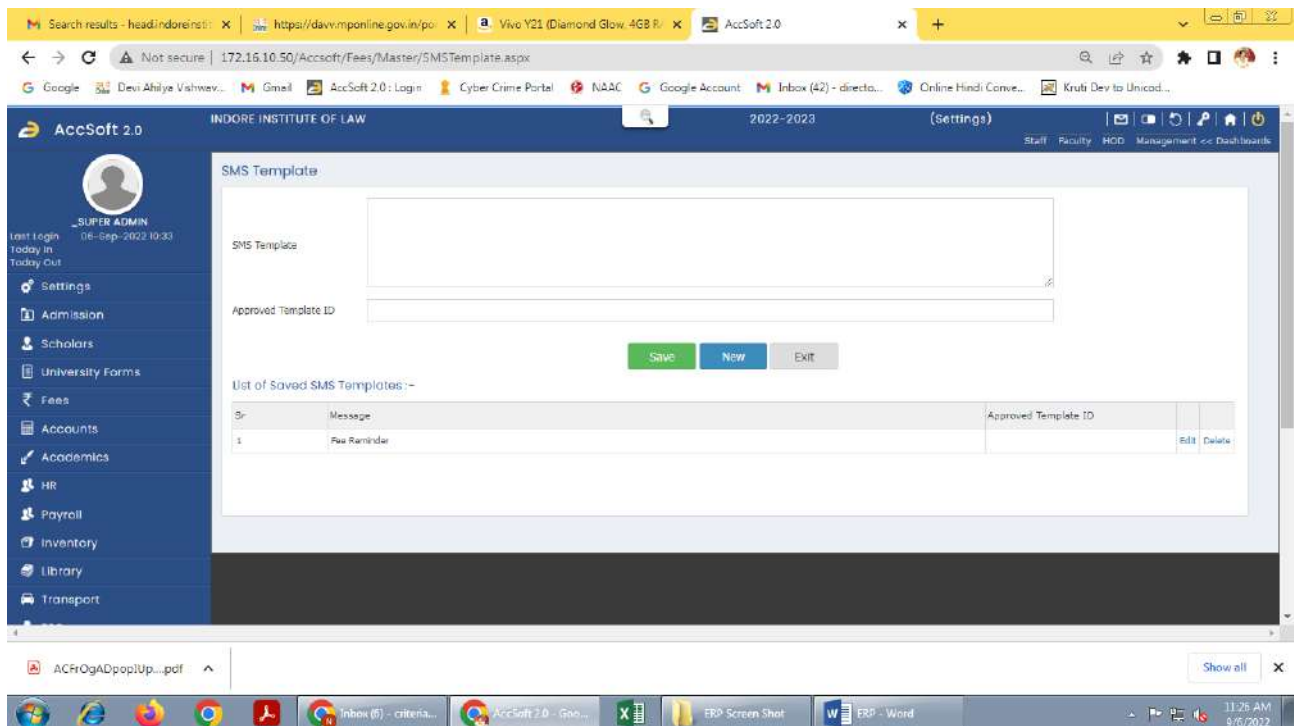 Search results - head.indoreinsti
https://davv.mponline.gov.in/po
Vivo Y21 (Diamond Glow, 4GB R
AccSoft 2.0
Not secure | 172.16.10.50/Accsoft/Fees/Master/SMSTemplate.aspx
Google Devi Ahilya Vishwav... Gmail AccSoft 2.0 : Login Cyber Crime Portal NAAC Google Account Inbox (42) - directo... Online Hindi Conve... Kruti Dev to Unicod...
AccSoft 2.0
INDORE INSTITUTE OF LAW 2022-2023 (Settings)
Staff Faculty HOD Management << Dashboards
_SUPER ADMIN
Last Login 06-Sep-2022 10:33
Today In
Today Out
Settings
Admission
Scholars
University Forms
Fees
Accounts
Academics
HR
Payroll
Inventory
Library
Transport
SMS Template
SMS Template
Approved Template ID
Save New Exit
List of Saved SMS Templates :-
Sr Message Approved Template ID
1 Fee Reminder Edit Delete
ACFrOgADpopIUp....pdf
Show all
Inbox (6) - criteria...
AccSoft 2.0 - Goo...
ERP Screen Shot
ERP - Word
11:26 AM
9/6/2022